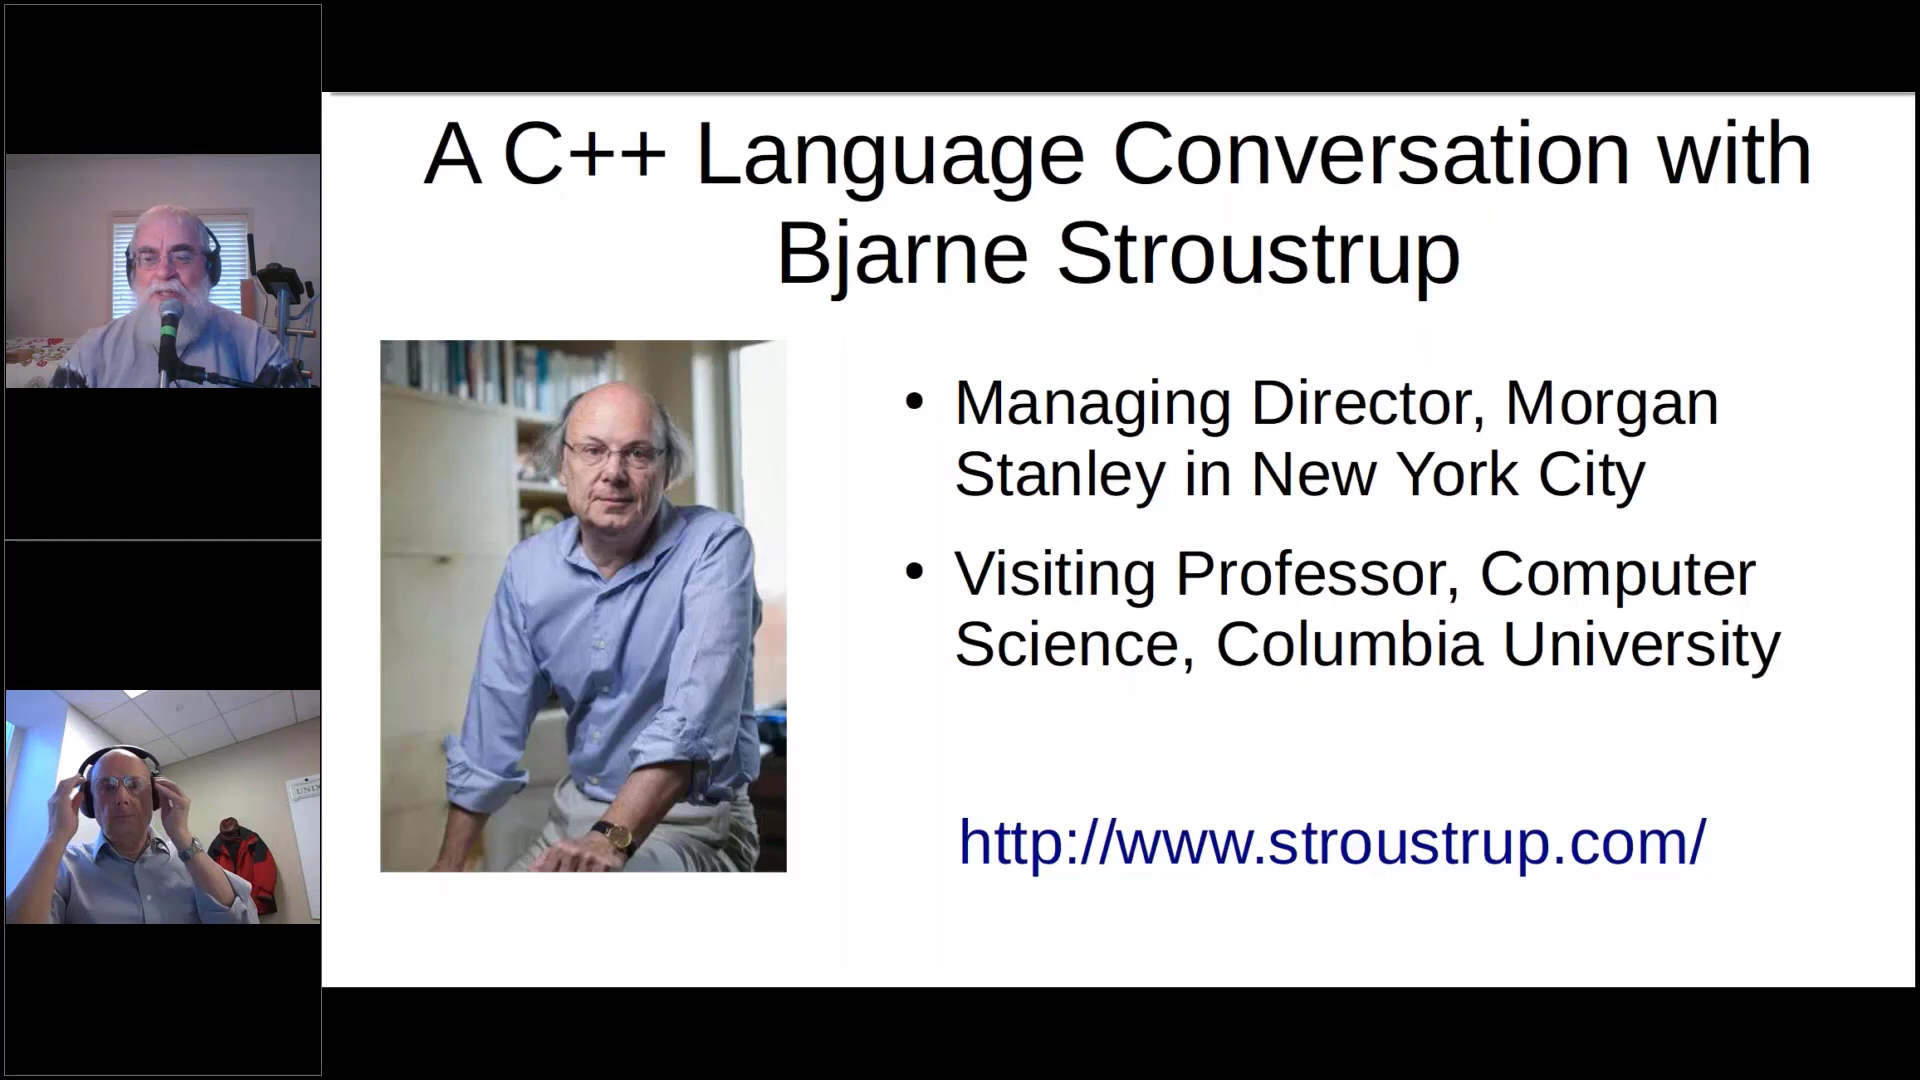 A C++ Language Conversation with
Bjarne Stroustrup
• Managing Director, Morgan
Stanley in New York City
• Visiting Professor, Computer
Science, Columbia University
http://www.stroustrup.com/
UNIX